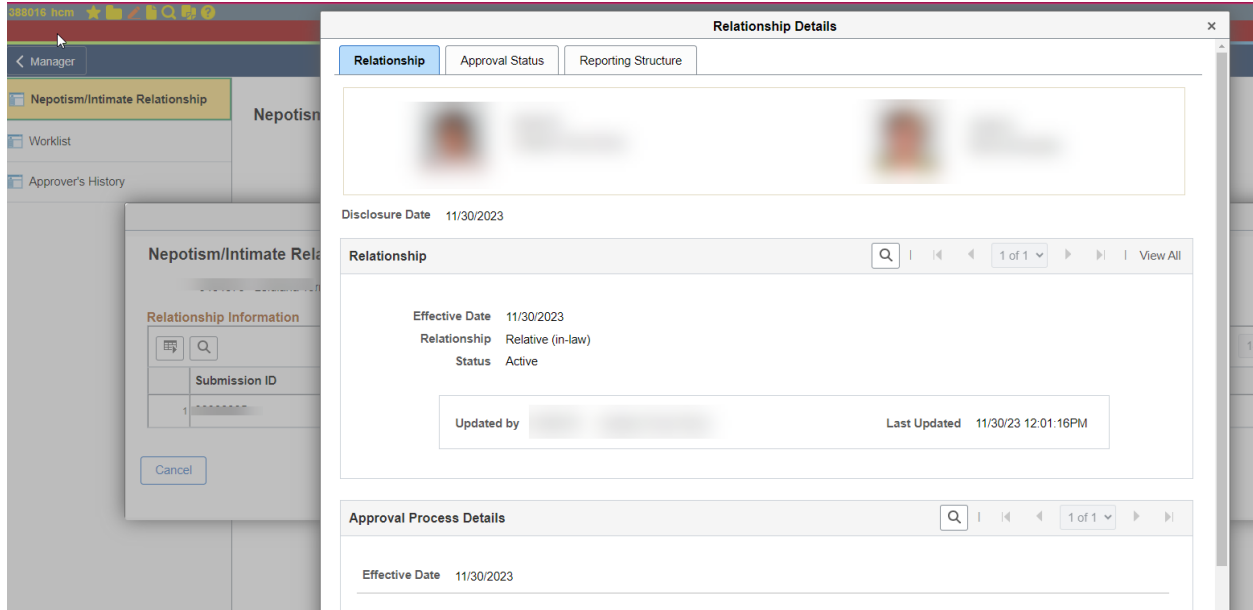 388016 hcm
Relationship Details
Manager
Relationship Approval Status Reporting Structure
Nepotism/Intimate Relationship
Worklist
Approver's History
Disclosure Date 11/30/2023
Relationship 1 of 1 View All
Nepotism/Intimate Rela
Effective Date 11/30/2023
Relationship Information
Relationship Relative (in-law)
Status Active
Submission ID
1
Updated by Last Updated 11/30/23 12:01:16PM
Cancel
Approval Process Details 1 of 1
Effective Date 11/30/2023